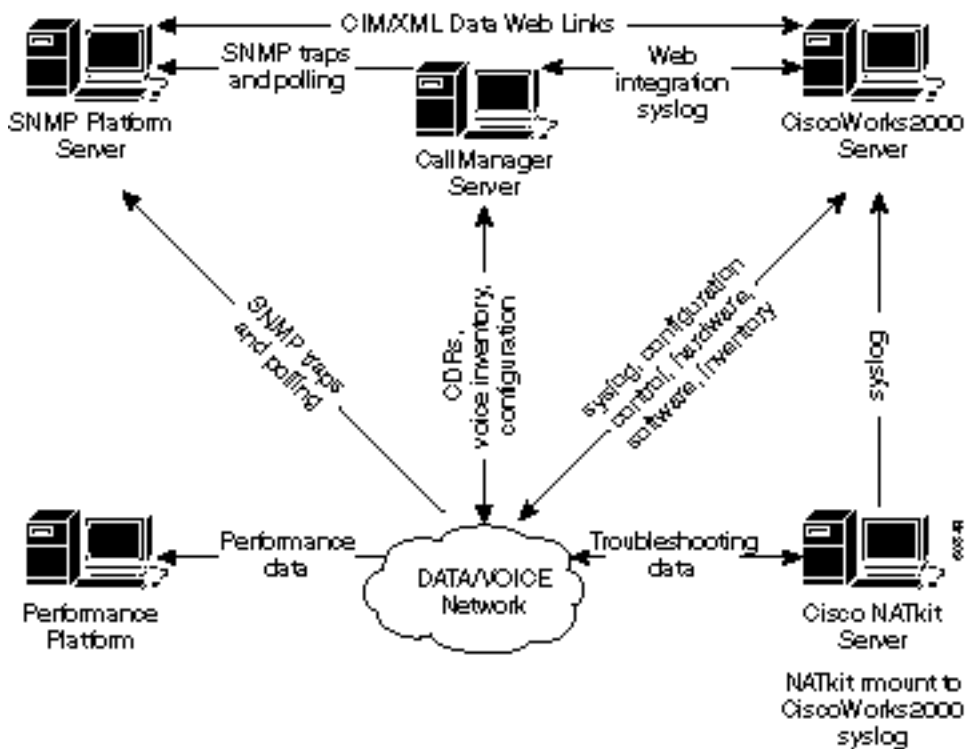 CIM/XML Data Web Links
SNMP traps
and polling
Web
integration
syslog
SNMP Platform
Server
CallManager
Server
CiscoWorks2000
Server
SNMP traps
and polling
CDRs,
voice inventory,
configuration
syslog, configuration
control, hardware,
software, inventory
syslog
Performance
data
DATA/VOICE
Network
Troubleshooting
data
Performance
Platform
Cisco NATkit
Server
NATkit mount to
CiscoWorks2000
syslog